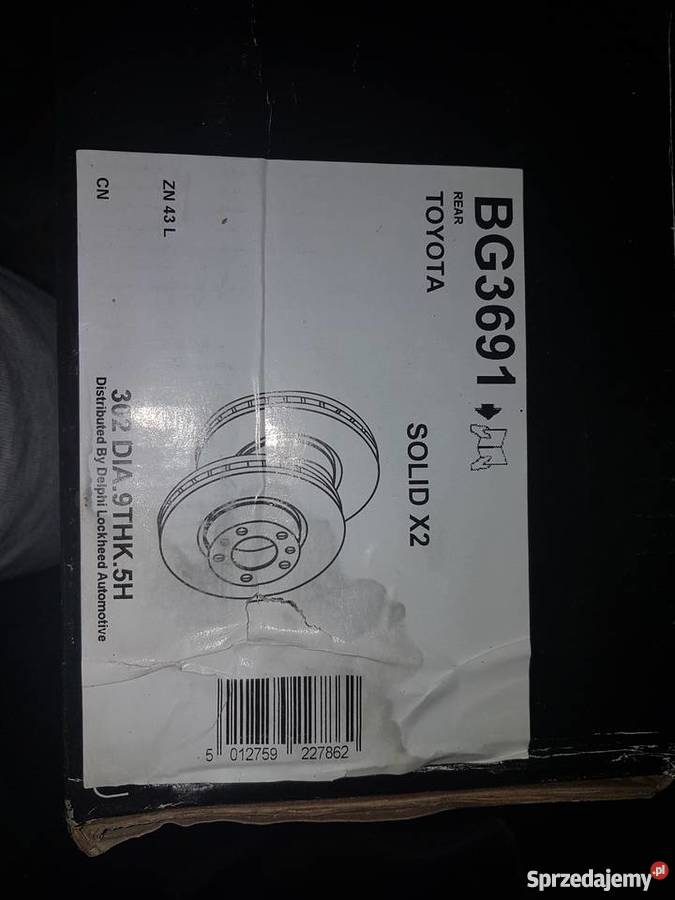 BG3691
REAR
TOYOTA
SOLID X2
ZN 43 L
CN
302 DIA.9THK.5H
Distributed By Delphi Lockheed Automotive
5 012759 227862
Sprzedajemy.pl